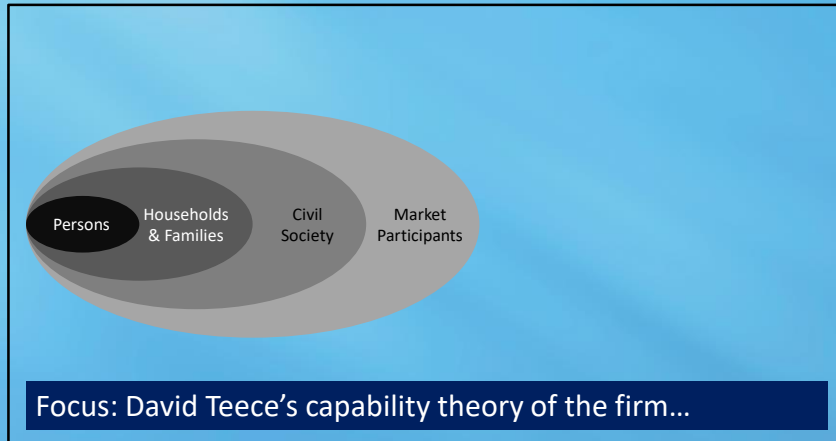 Persons
Households
& Families
Civil
Society
Market
Participants
Focus: David Teece’s capability theory of the firm…